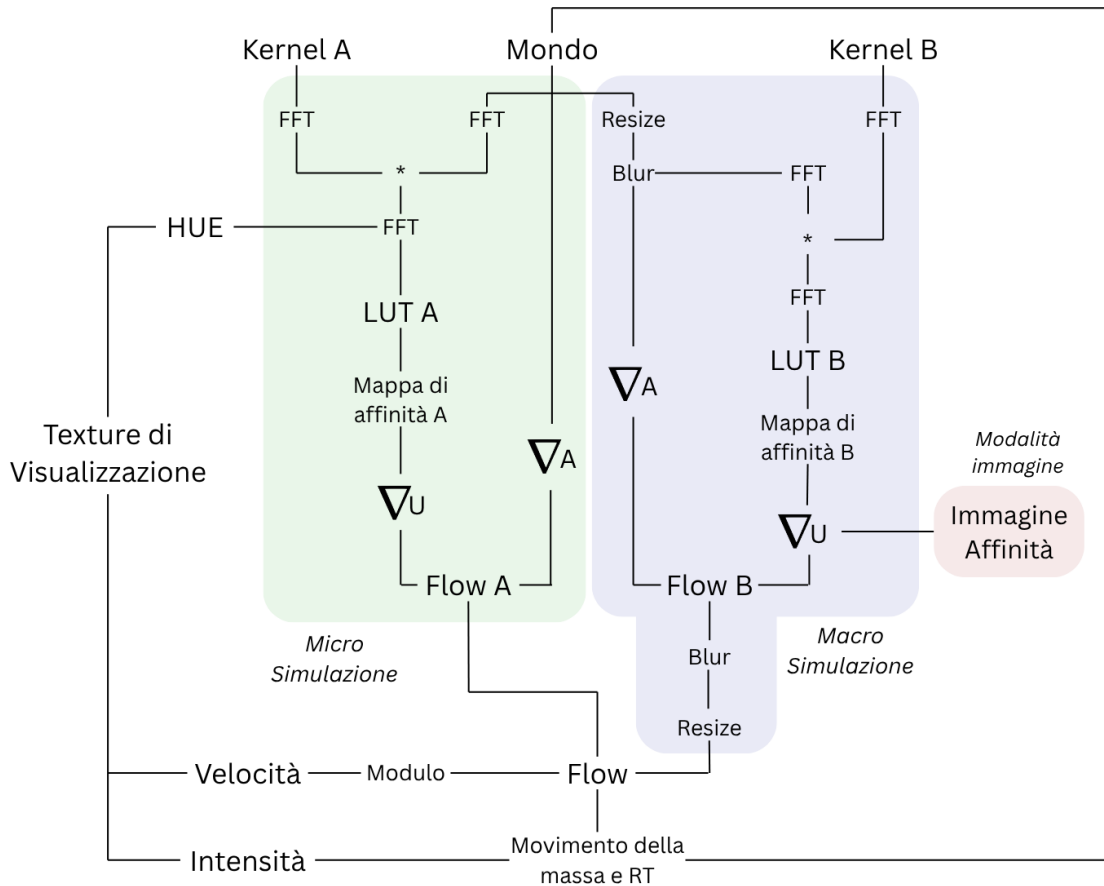 Kernel A
Mondo
Kernel B
FFT
FFT
Resize
FFT
*
Blur
FFT
HUE
FFT
*
FFT
LUT A
LUT B
Mappa di
affinità A
∇A
Mappa di
affinità B
Texture di
Visualizzazione
∇A
Modalità
immagine
∇U
∇U
Immagine
Affinità
Flow A
Flow B
Micro
Simulazione
Macro
Simulazione
Blur
Resize
Velocità
Modulo
Flow
Intensità
Movimento della
massa e RT